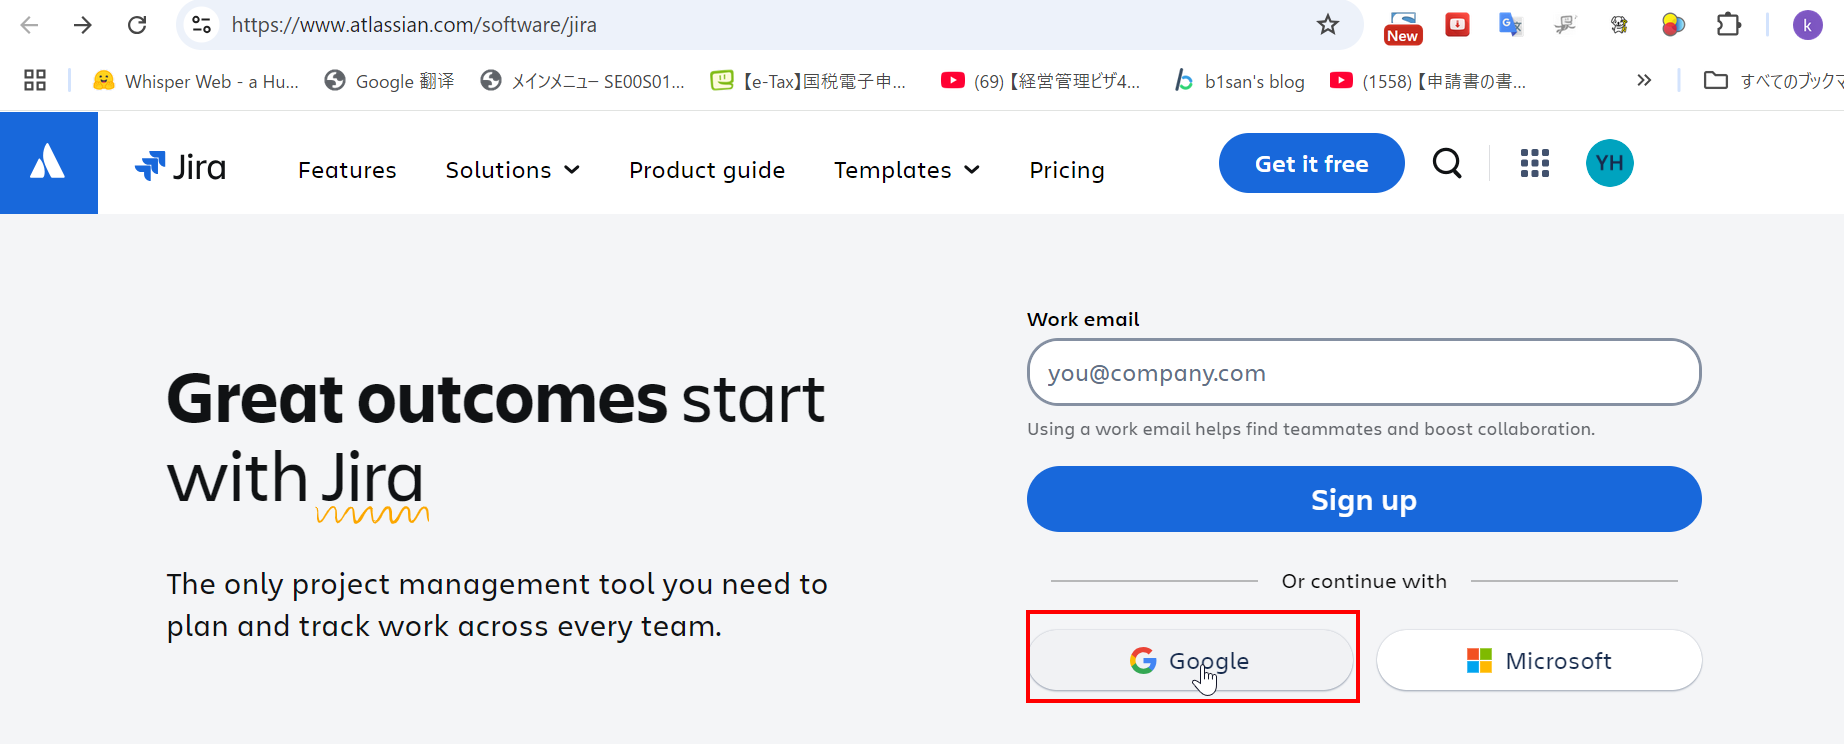 https://www.atlassian.com/software/jira
New
k
Whisper Web - a Hu...
Google 翻译
メインメニュー SE00S01...
【e-Tax】国税電子申...
(69)【経営管理ビザ4...
b1san's blog
(1558)【申請書の書...
すべてのブックマ
Jira
Features
Solutions
Product guide
Templates
Pricing
Get it free
YH
Great outcomes start
with Jira
The only project management tool you need to
plan and track work across every team.
Work email
you@company.com
Using a work email helps find teammates and boost collaboration.
Sign up
Or continue with
Google
Microsoft